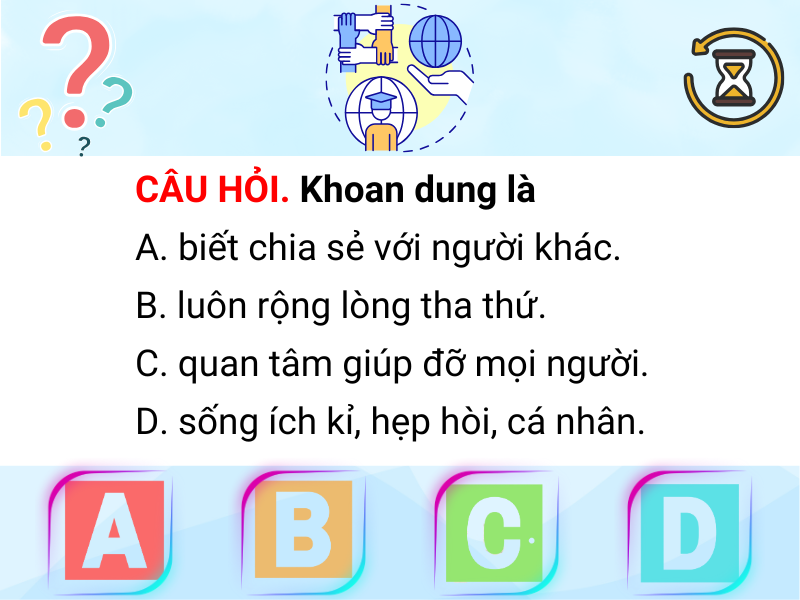 CÂU HỎI. Khoan dung là
A. biết chia sẻ với người khác.
B. luôn rộng lòng tha thứ.
C. quan tâm giúp đỡ mọi người.
D. sống ích kỉ, hẹp hòi, cá nhân.
A B C D